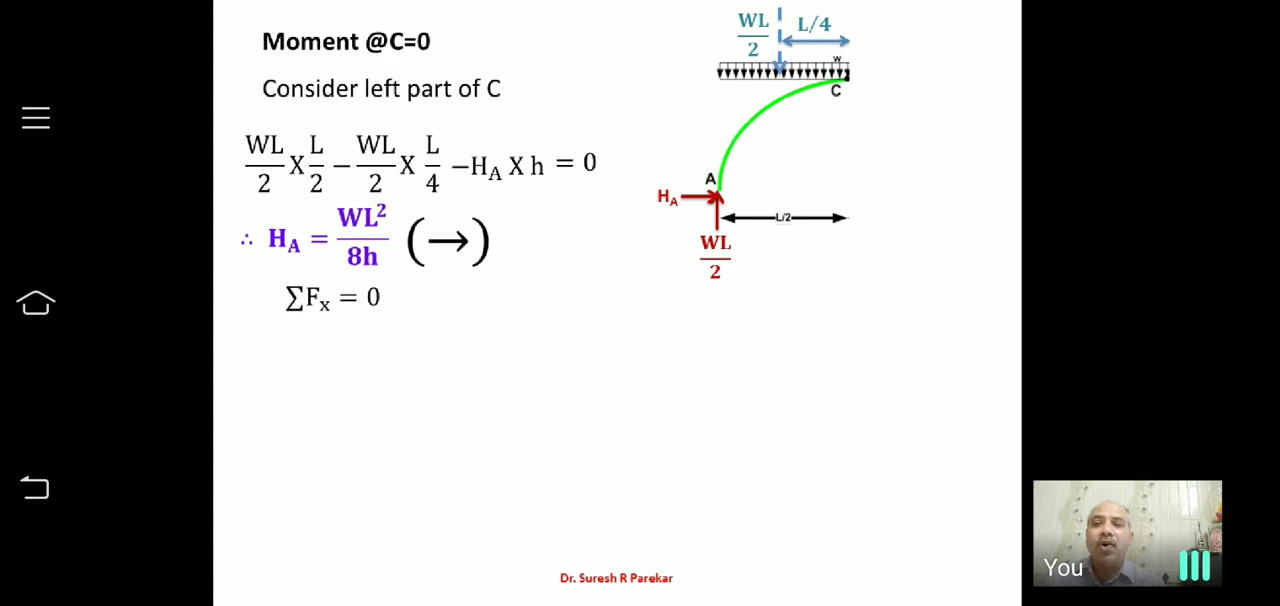 Moment @C=0
Consider left part of C
WL/2 X L/2 − WL/2 X L/4 −H_A X h = 0
∴ H_A = WL²/8h (→)
∑F_x = 0
WL/2
L/4
w
C
A
H_A
L/2
WL/2
Dr. Suresh R Parekar
You